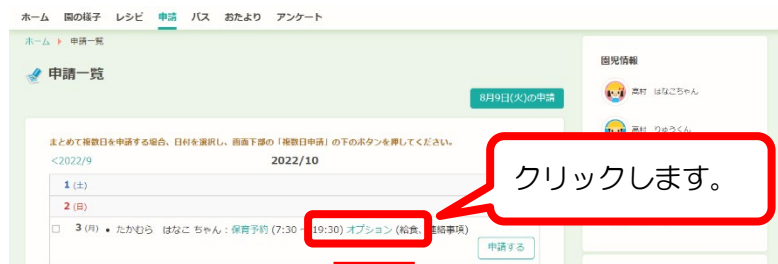 ホーム 園の様子 レシピ 申請 バス おたより アンケート
ホーム ▶ 申請一覧
申請一覧
8月9日(火)の申請
園児情報
高村 はなこちゃん
高村 りゅうくん
まとめて複数日を申請する場合、日付を選択し、画面下部の「複数日申請」の下のボタンを押してください。
<2022/9 2022/10
クリックします。
1 (土)
2 (日)
3 (月) • たかむら はなこ ちゃん : 保育予約 (7:30 ~ 19:30) オプション (給食、連絡事項)
申請する